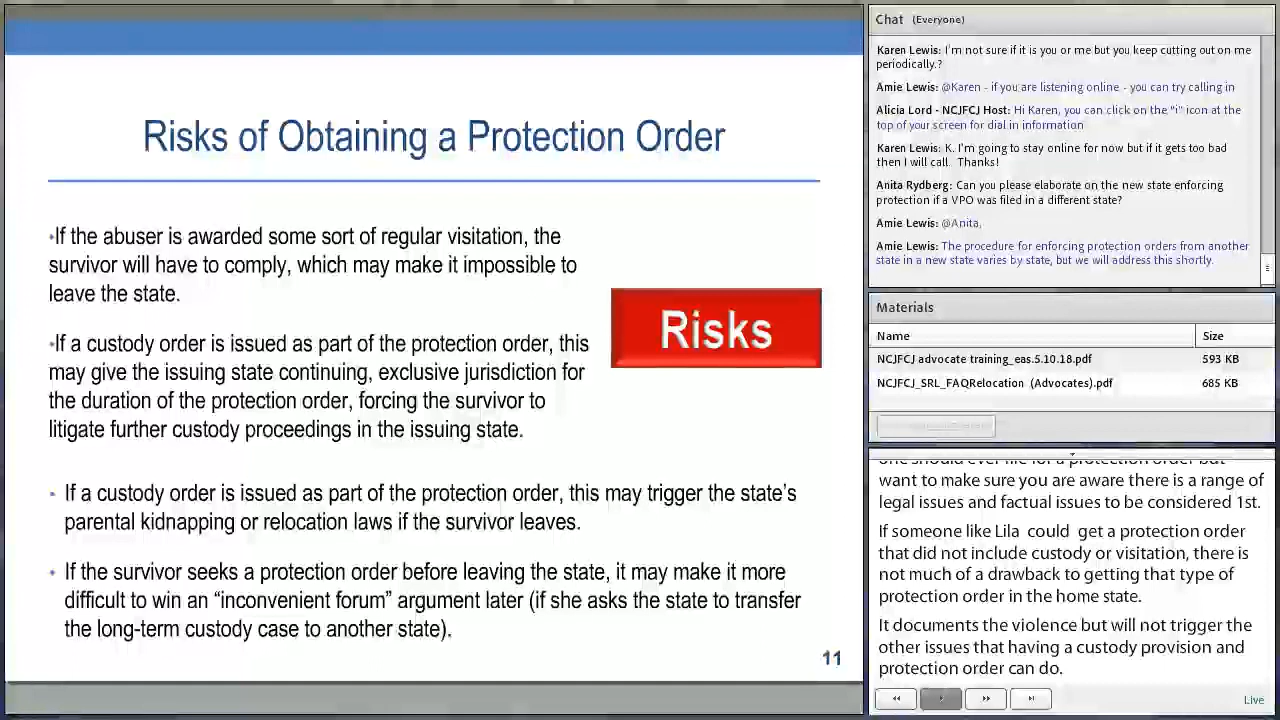 Risks of Obtaining a Protection Order
•If the abuser is awarded some sort of regular visitation, the
survivor will have to comply, which may make it impossible to
leave the state.
•If a custody order is issued as part of the protection order, this
may give the issuing state continuing, exclusive jurisdiction for
the duration of the protection order, forcing the survivor to
litigate further custody proceedings in the issuing state.
Risks
• If a custody order is issued as part of the protection order, this may trigger the state's
parental kidnapping or relocation laws if the survivor leaves.
• If the survivor seeks a protection order before leaving the state, it may make it more
difficult to win an “inconvenient forum” argument later (if she asks the state to transfer
the long-term custody case to another state).
11
Chat (Everyone)
Karen Lewis: I'm not sure if it is you or me but you keep cutting out on me
periodically.?
Amie Lewis: @Karen - if you are listening online - you can try calling in
Alicia Lord - NCJFCJ Host: Hi Karen, you can click on the "i" icon at the
top of your screen for dial in information
Karen Lewis: K. I'm going to stay online for now but if it gets too bad
then I will call. Thanks!
Anita Rydberg: Can you please elaborate on the new state enforcing
protection if a VPO was filed in a different state?
Amie Lewis: @Anita,
Amie Lewis: The procedure for enforcing protection orders from another
state in a new state varies by state, but we will address this shortly.
Materials
Name Size
NCJFCJ advocate training_eas.5.10.18.pdf 593 KB
NCJFCJ_SRL_FAQRelocation (Advocates).pdf 685 KB
one should ever file for a protection order but
want to make sure you are aware there is a range of
legal issues and factual issues to be considered 1st.
If someone like Lila could get a protection order
that did not include custody or visitation, there is
not much of a drawback to getting that type of
protection order in the home state.
It documents the violence but will not trigger the
other issues that having a custody provision and
protection order can do.
Live